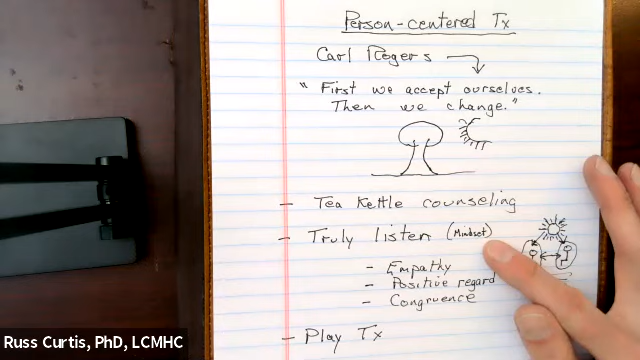 Person-centered Tx
Carl Rogers
"First we accept ourselves.
Then we change."
- Tea Kettle counseling
- Truly listen (Mindset)
- Empathy
- Positive regard
- Congruence
- Play Tx
Russ Curtis, PhD, LCMHC